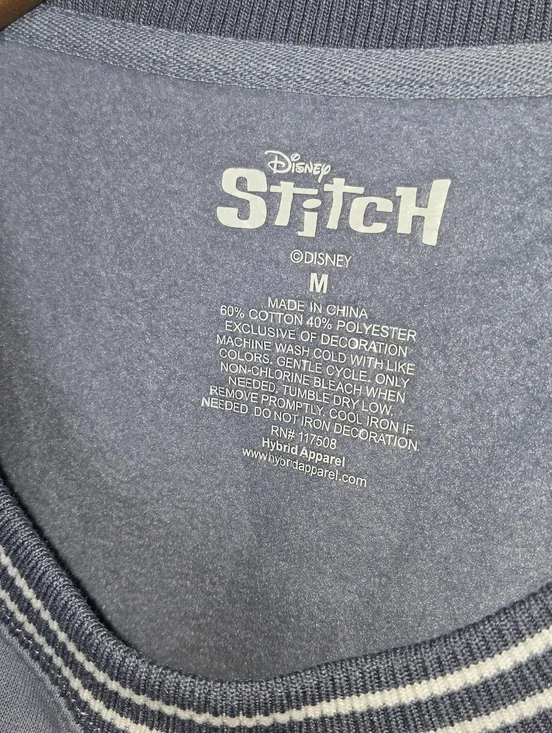 Disney
StitcH
©DISNEY
M
MADE IN CHINA
60% COTTON 40% POLYESTER
EXCLUSIVE OF DECORATION
MACHINE WASH COLD WITH LIKE
COLORS. GENTLE CYCLE. ONLY
NON-CHLORINE BLEACH WHEN
NEEDED. TUMBLE DRY LOW.
REMOVE PROMPTLY. COOL IRON IF
NEEDED .DO NOT IRON DECORATION.
RN# 117508
Hybrid Apparel
www.hybridapparel.com